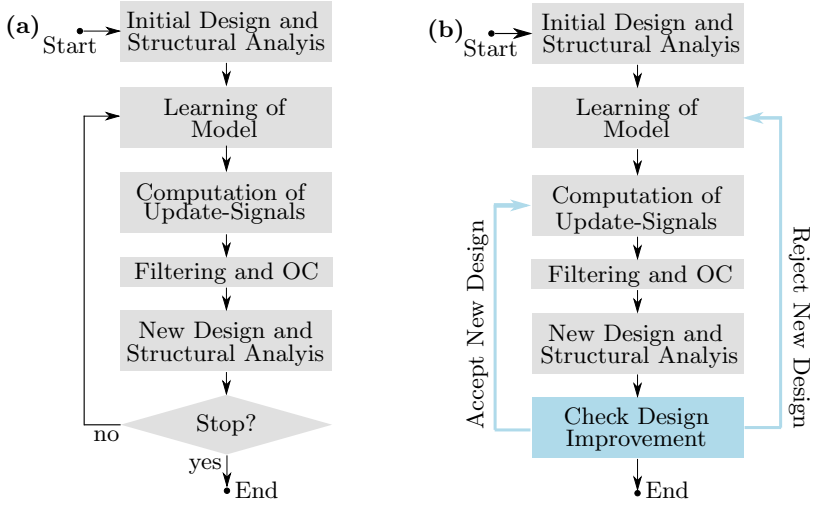 (a)
Start
Initial Design and
Structural Analyis
Learning of
Model
Computation of
Update-Signals
Filtering and OC
New Design and
Structural Analyis
Stop?
no
yes
End
(b)
Start
Initial Design and
Structural Analyis
Learning of
Model
Computation of
Update-Signals
Filtering and OC
New Design and
Structural Analyis
Check Design
Improvement
Accept New Design
Reject New Design
End